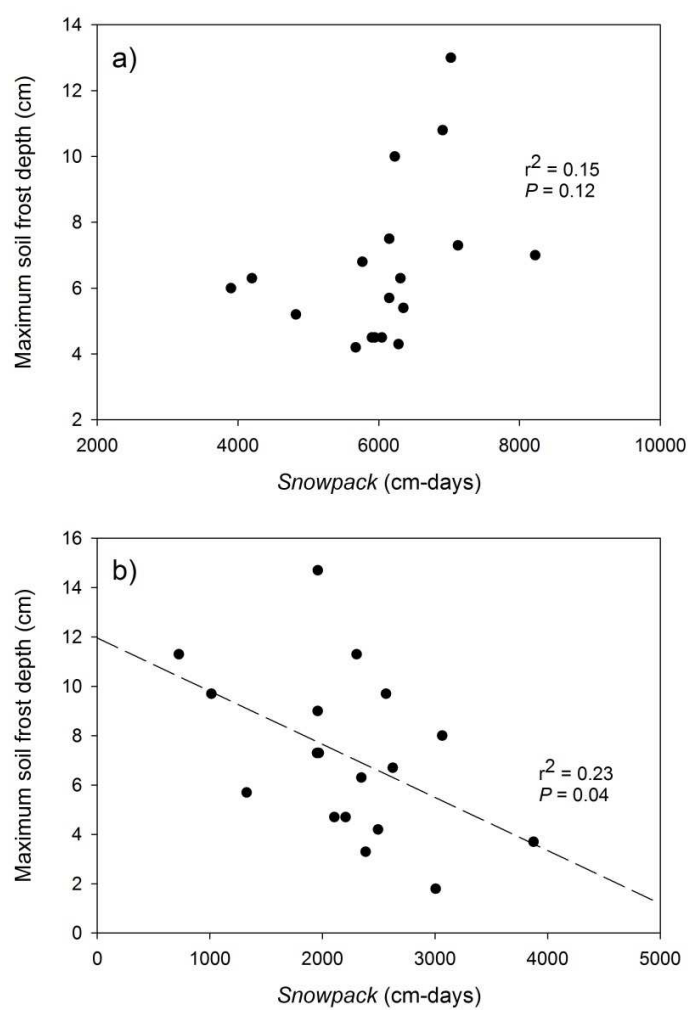 a)
Maximum soil frost depth (cm)
14
12
10
8
6
4
2
r² = 0.15
P = 0.12
2000 4000 6000 8000 10000
Snowpack (cm-days)
b)
Maximum soil frost depth (cm)
16
14
12
10
8
6
4
2
0
r² = 0.23
P = 0.04
0 1000 2000 3000 4000 5000
Snowpack (cm-days)